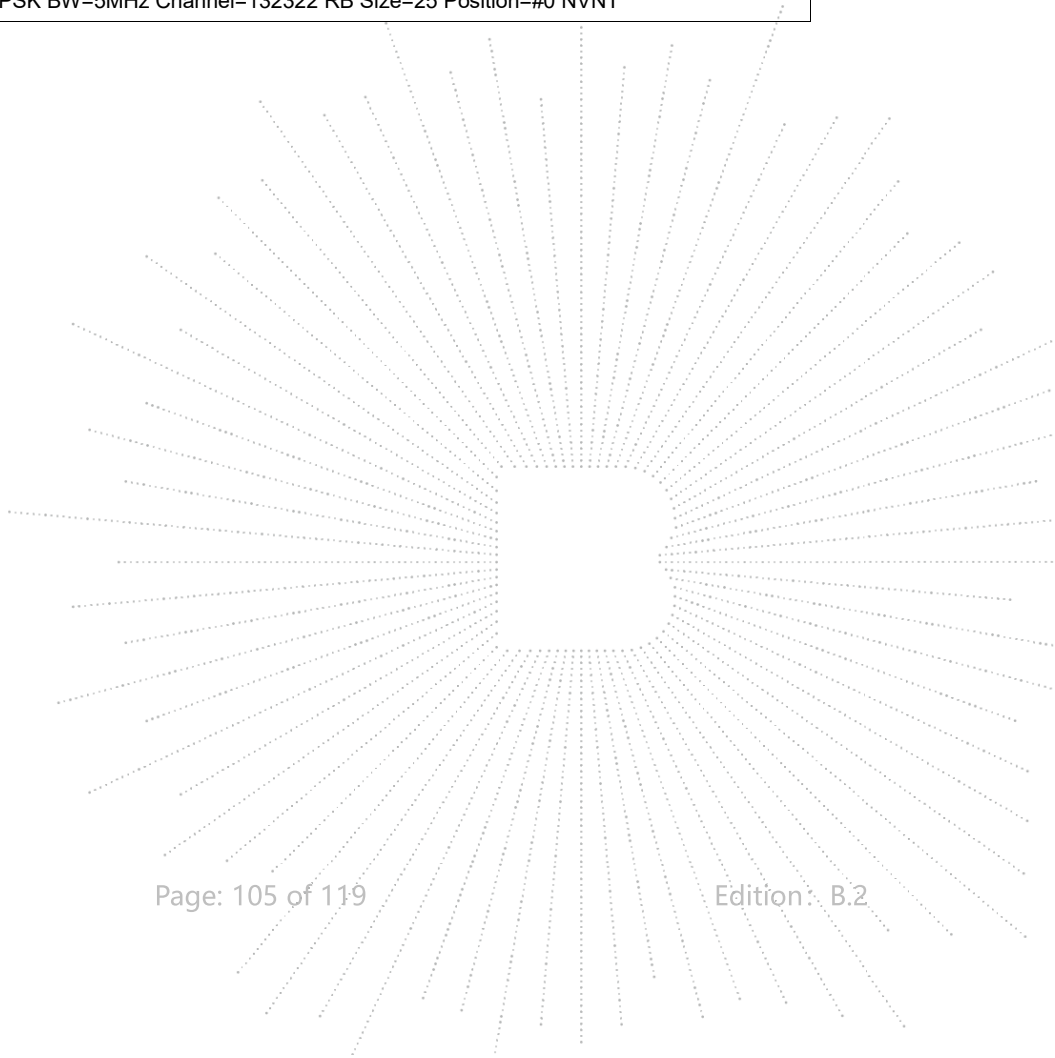 PSK BW=5MHz Channel=132322 RB Size=25 Position=#0 NVNT
Page: 105 of 119 Edition：B.2